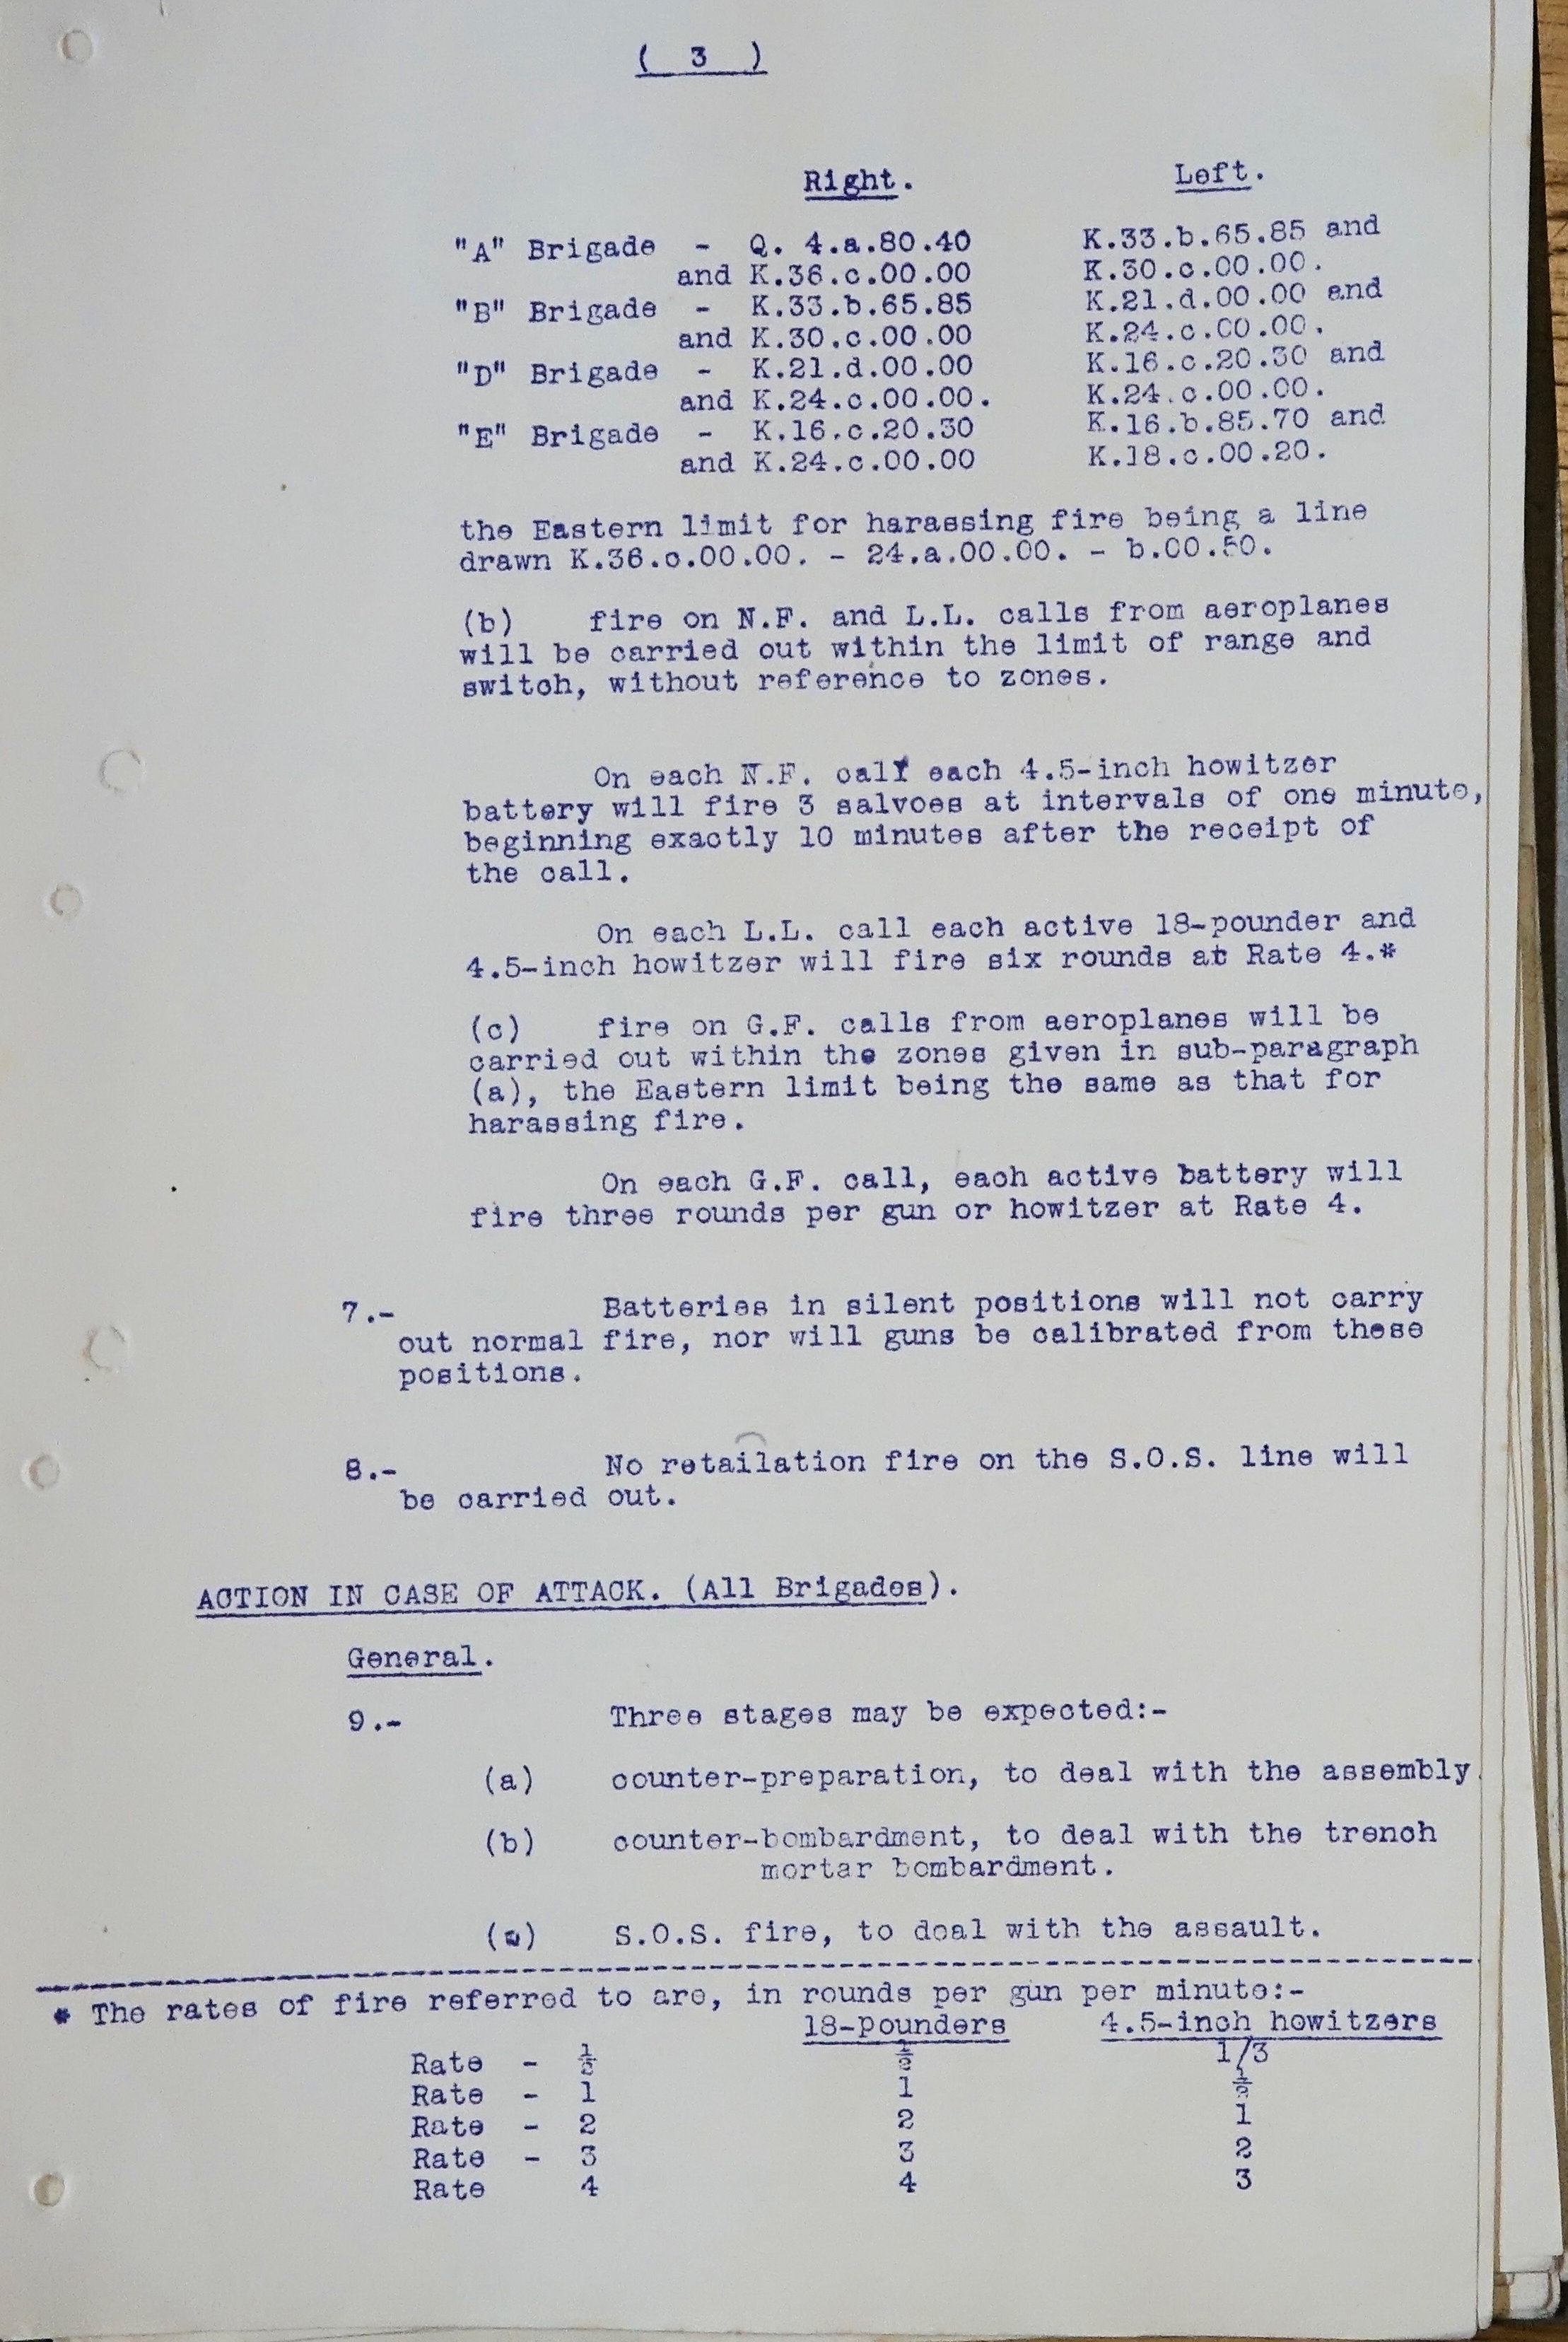 ( 3 )
Right. Left.
"A" Brigade - Q. 4.a.80.40 K.33.b.65.85 and
and K.36.c.00.00 K.30.c.00.00.
"B" Brigade - K.33.b.65.85 K.21.d.00.00 and
and K.30.c.00.00 K.24.c.00.00.
"D" Brigade - K.21.d.00.00 K.16.c.20.30 and
and K.24.c.00.00. K.24.c.00.00.
"E" Brigade - K.16.c.20.30 K.16.b.85.70 and
and K.24.c.00.00 K.18.c.00.20.
the Eastern limit for harassing fire being a line
drawn K.36.c.00.00. - 24.a.00.00. - b.00.50.
(b) fire on N.F. and L.L. calls from aeroplanes
will be carried out within the limit of range and
switch, without reference to zones.
On each N.F. call each 4.5-inch howitzer
battery will fire 3 salvoes at intervals of one minute,
beginning exactly 10 minutes after the receipt of
the call.
On each L.L. call each active 18-pounder and
4.5-inch howitzer will fire six rounds at Rate 4.*
(c) fire on G.F. calls from aeroplanes will be
carried out within the zones given in sub-paragraph
(a), the Eastern limit being the same as that for
harassing fire.
On each G.F. call, each active battery will
fire three rounds per gun or howitzer at Rate 4.
7.- Batteries in silent positions will not carry
out normal fire, nor will guns be calibrated from these
positions.
8.- No retailation fire on the S.O.S. line will
be carried out.
ACTION IN CASE OF ATTACK. (All Brigades).
General.
9.- Three stages may be expected:-
(a) counter-preparation, to deal with the assembly.
(b) counter-bombardment, to deal with the trench
mortar bombardment.
(c) S.O.S. fire, to deal with the assault.
* The rates of fire referred to are, in rounds per gun per minute:-
18-pounders 4.5-inch howitzers
Rate - ½ ½ 1/3
Rate - 1 1 ½
Rate - 2 2 1
Rate - 3 3 2
Rate 4 4 3